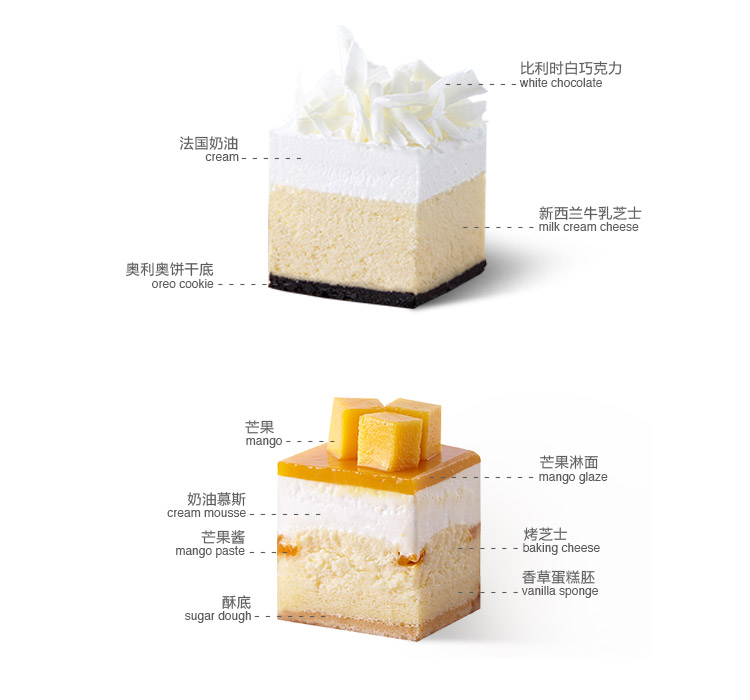 比利时白巧克力
white chocolate
法国奶油
cream
新西兰牛乳芝士
milk cream cheese
奥利奥饼干底
oreo cookie
芒果
mango
芒果淋面
mango glaze
奶油慕斯
cream mousse
芒果酱
mango paste
烤芝士
baking cheese
香草蛋糕胚
vanilla sponge
酥底
sugar dough